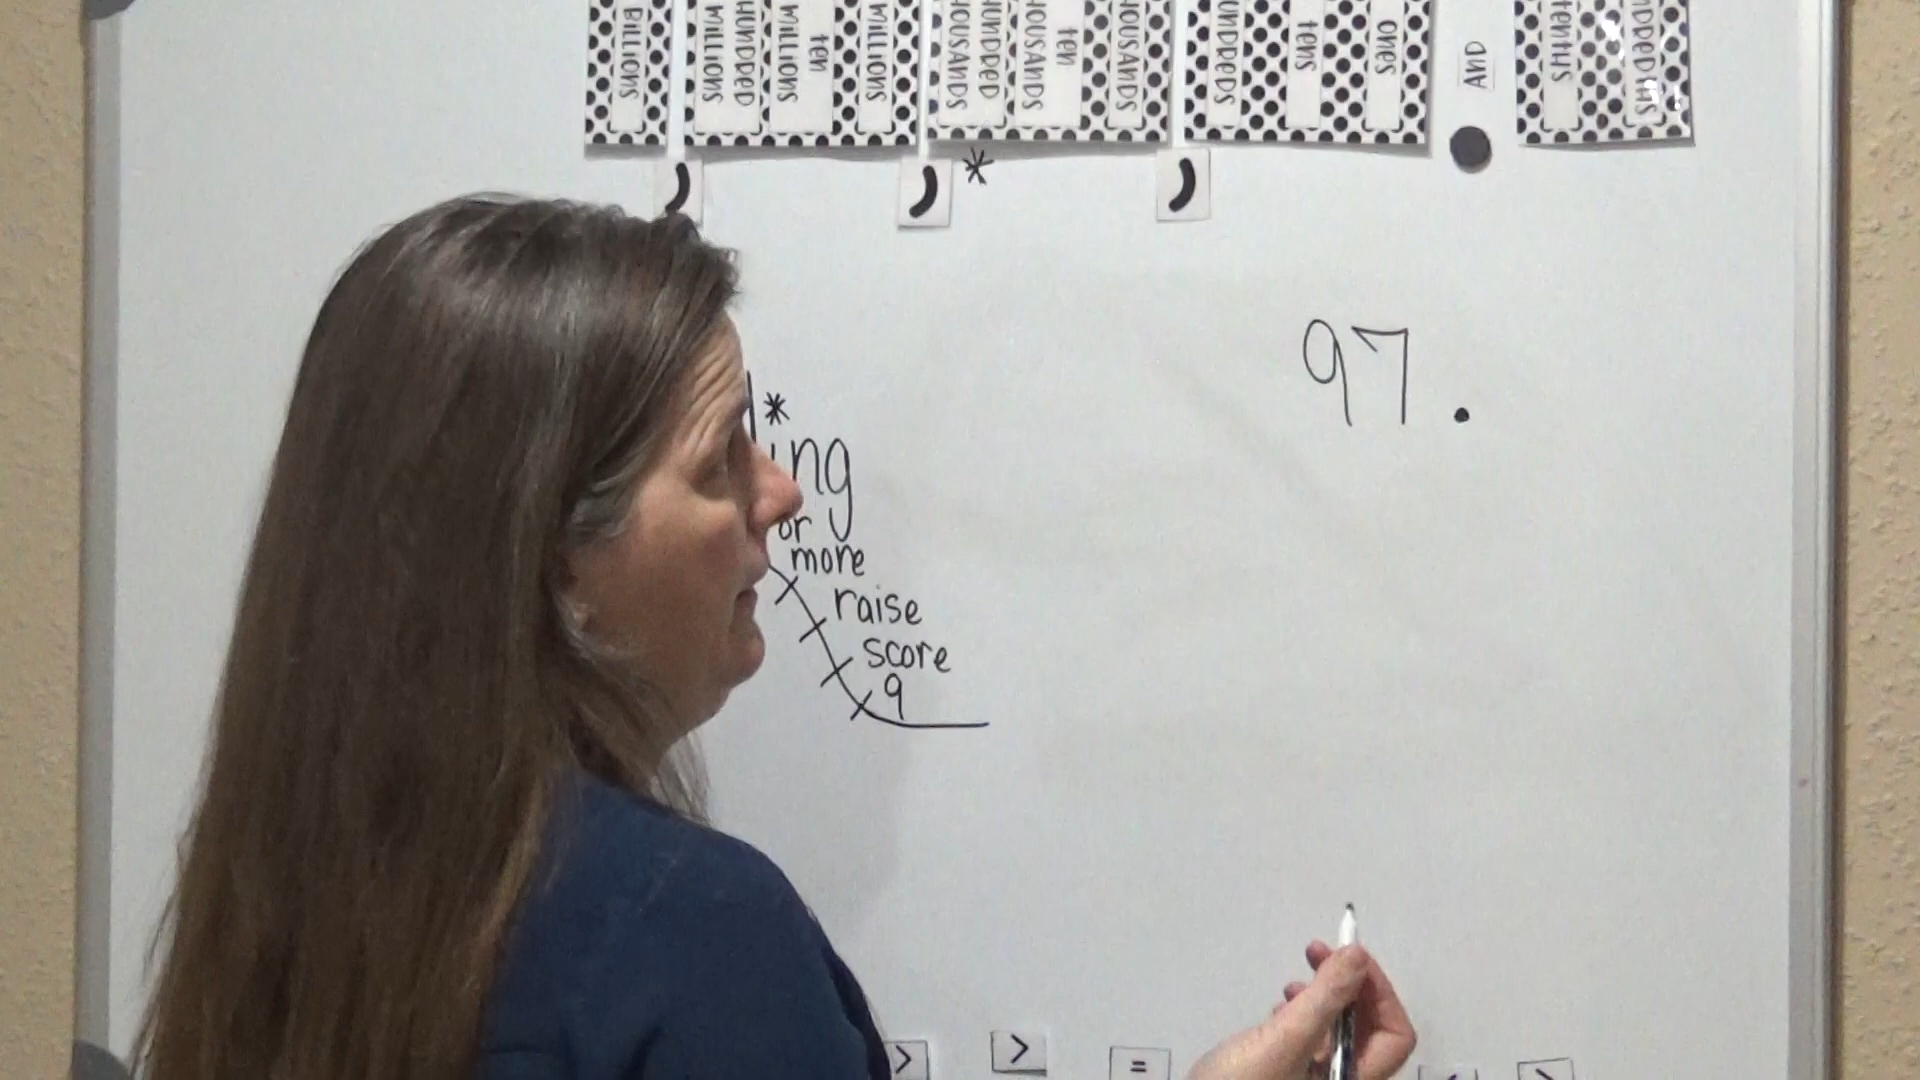 BILLIONS
HUNDRED
MILLIONS
ten
MILLIONS
MILLIONS
HUNDRED
THOUSANDS
ten
THOUSANDS
THOUSANDS
HUNDREDS
tens
ones
AND
tenths
, , * , .
97.
*
ing
or
more
raise
score
9
> > =